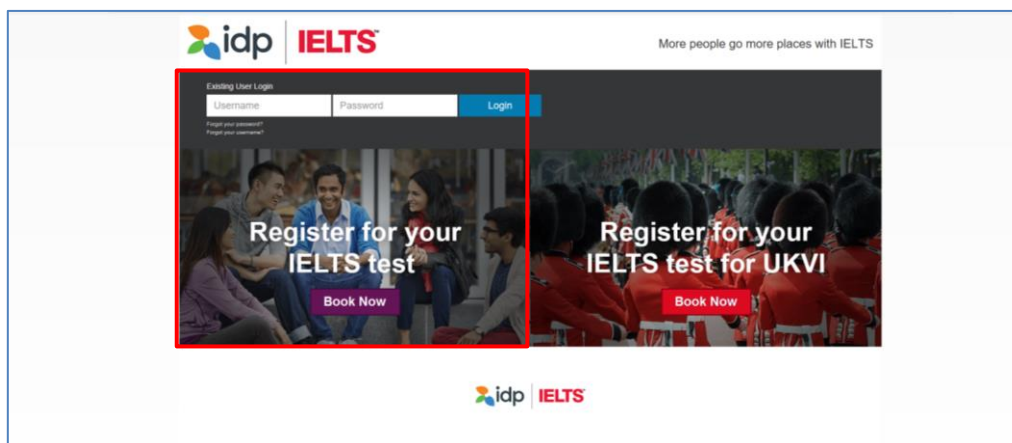 idp IELTS™
More people go more places with IELTS
Existing User Login
Username
Password
Login
Forgot your password?
Forgot your username?
Register for your
IELTS test
Book Now
Register for your
IELTS test for UKVI
Book Now
idp IELTS